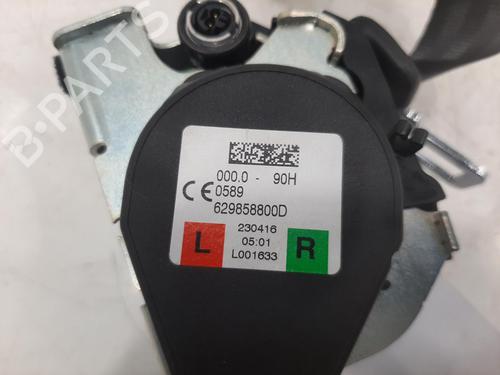 B-PARTS
000.0 - 90H
CE 0589
629858800D
L
230416
05:01
L001633
R